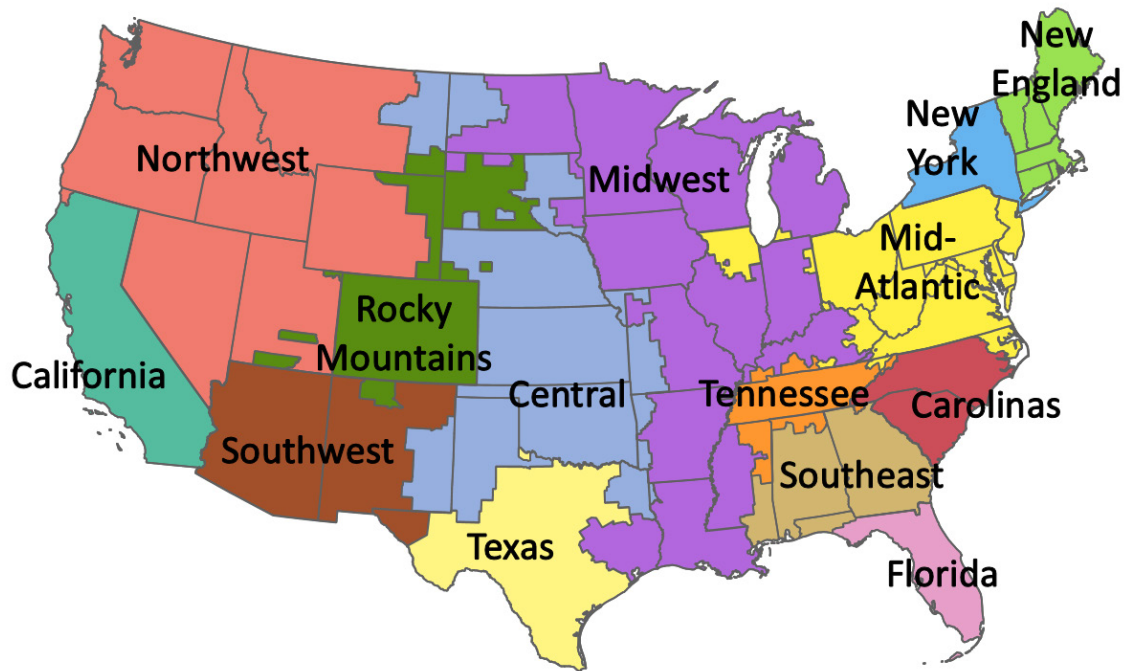 New
England
New
York
Northwest
Midwest
Mid-
Atlantic
Rocky
Mountains
California
Central
Tennessee
Carolinas
Southwest
Southeast
Texas
Florida